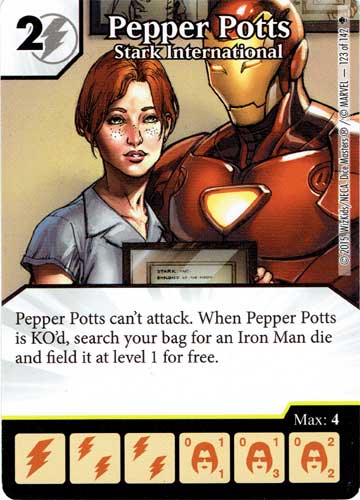 2
Pepper Potts
Stark International
©2015 WizKids/NECA. Dice Masters® / © MARVEL — 123 of 142
STARK, INC.
Pepper Potts can't attack. When Pepper Potts
is KO'd, search your bag for an Iron Man die
and field it at level 1 for free.
Max: 4
0 1 1
0 1 3
0 2 2